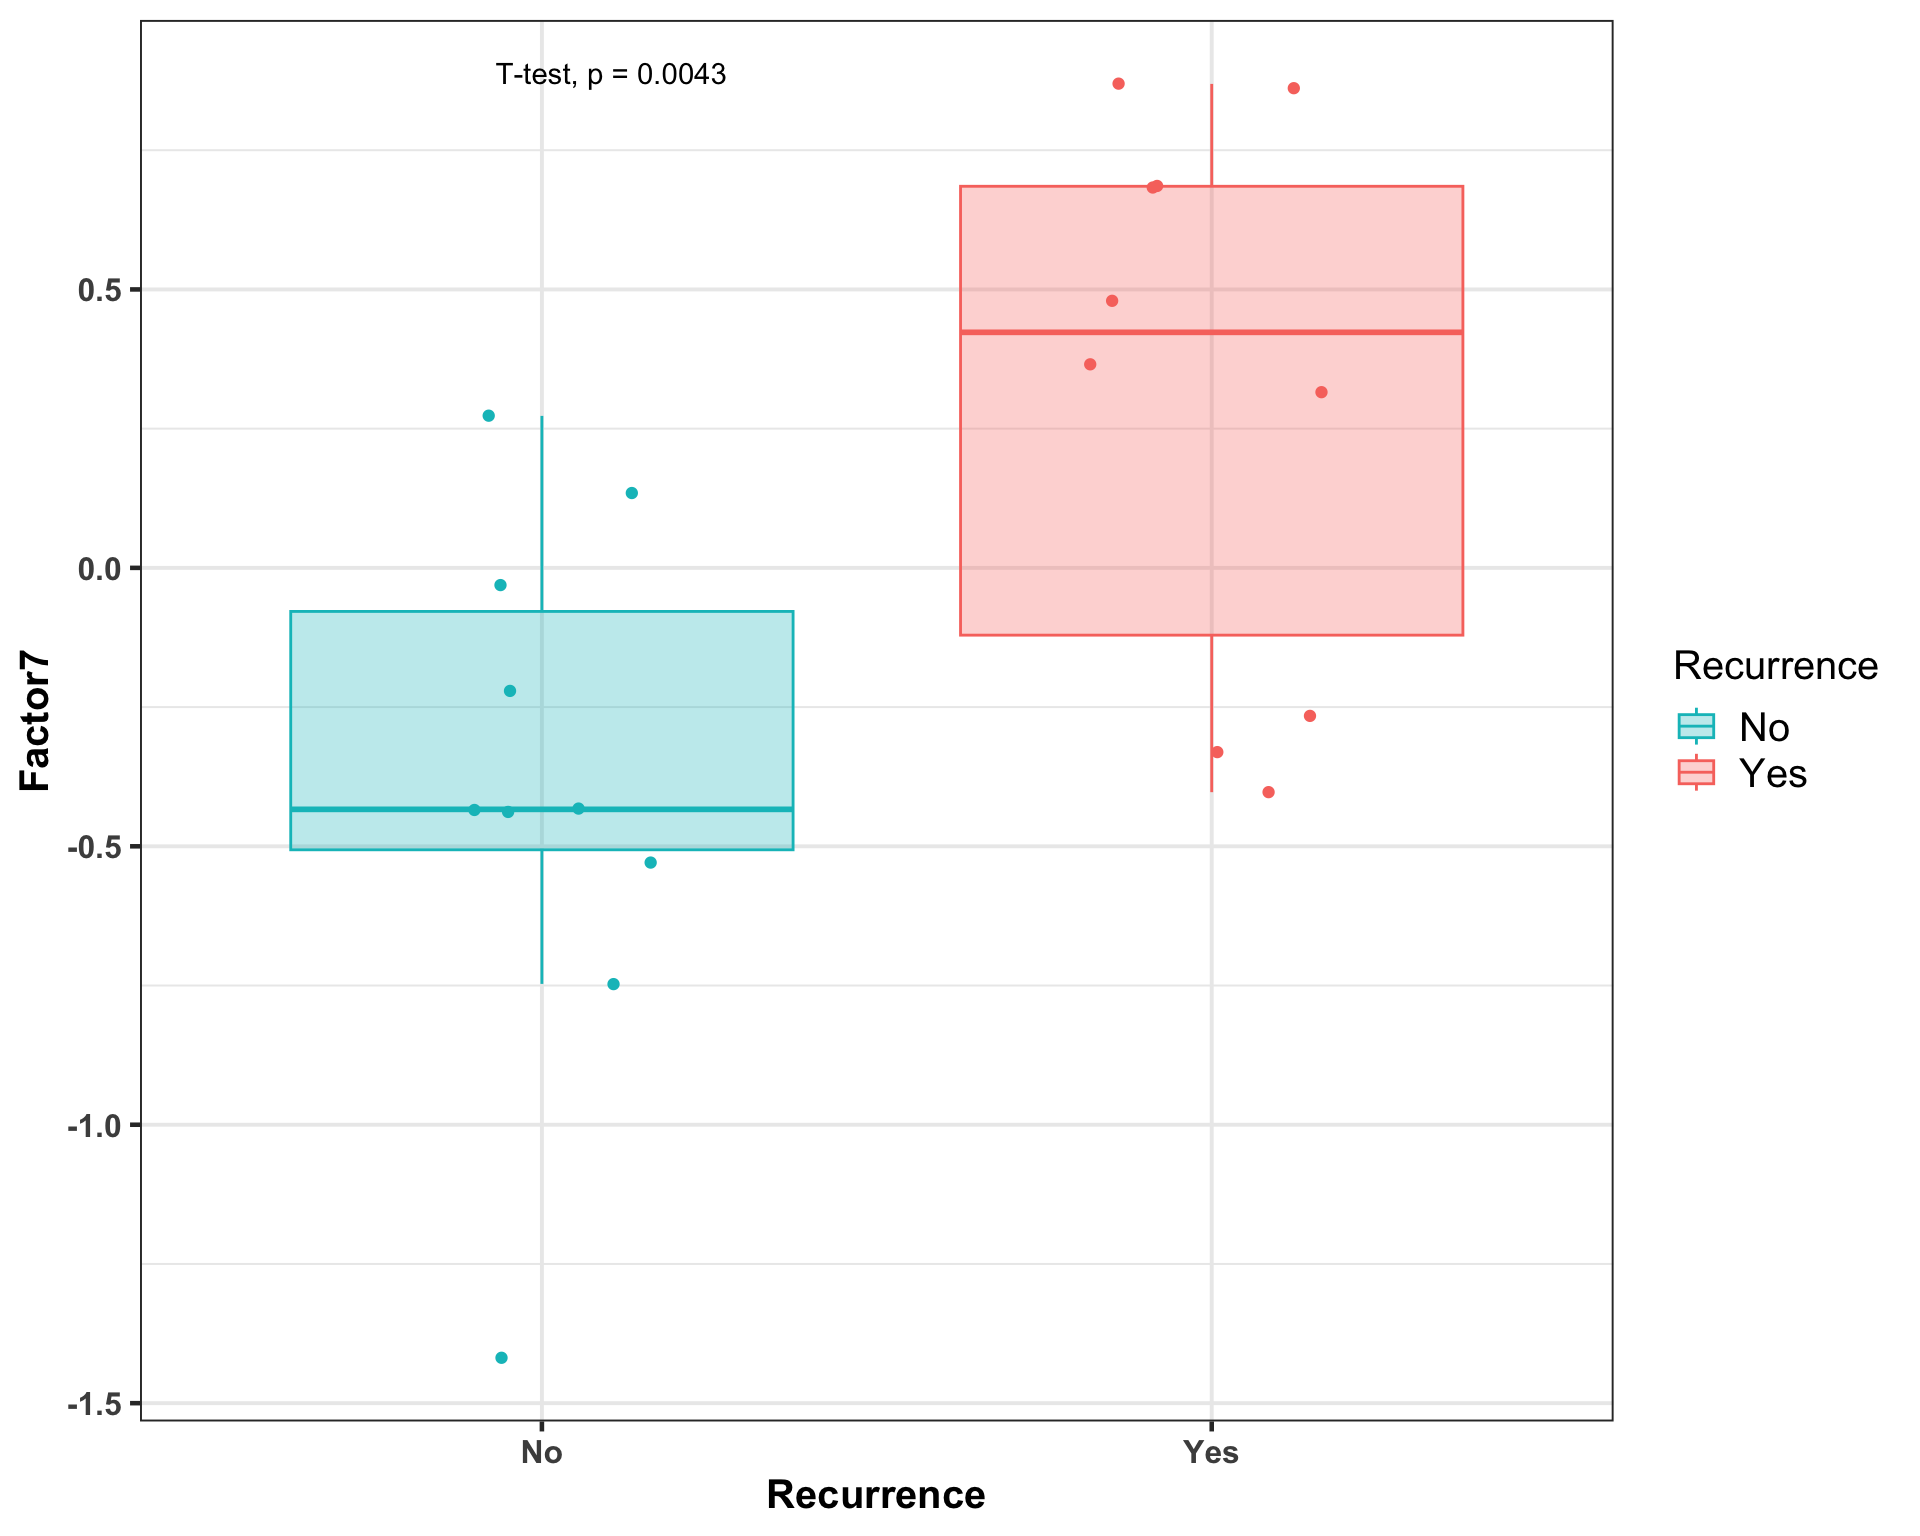 T-test, p = 0.0043
0.5
0.0
-0.5
-1.0
-1.5
Factor7
No
Yes
Recurrence
Recurrence
No
Yes